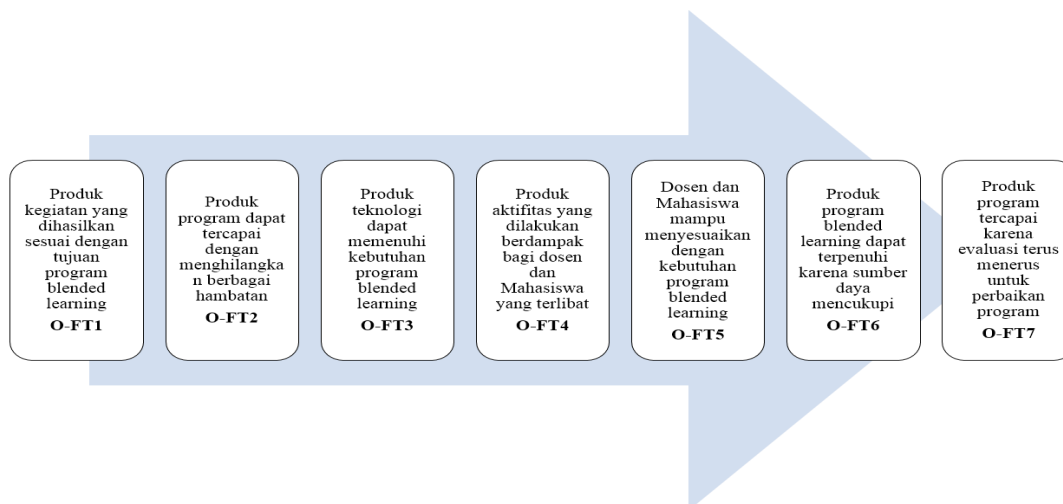 Produk
kegiatan yang
dihasilkan
sesuai dengan
tujuan
program
blended
learning
O-FT1
Produk
program dapat
tercapai
dengan
menghilangka
n berbagai
hambatan
O-FT2
Produk
teknologi
dapat
memenuhi
kebutuhan
program
blended
learning
O-FT3
Produk
aktifitas yang
dilakukan
berdampak
bagi dosen
dan
Mahasiswa
yang terlibat
O-FT4
Dosen dan
Mahasiswa
mampu
menyesuaikan
dengan
kebutuhan
program
blended
learning
O-FT5
Produk
program
blended
learning dapat
terpenuhi
karena sumber
daya
mencukupi
O-FT6
Produk
program
tercapai
karena
evaluasi terus
menerus
untuk
perbaikan
program
O-FT7